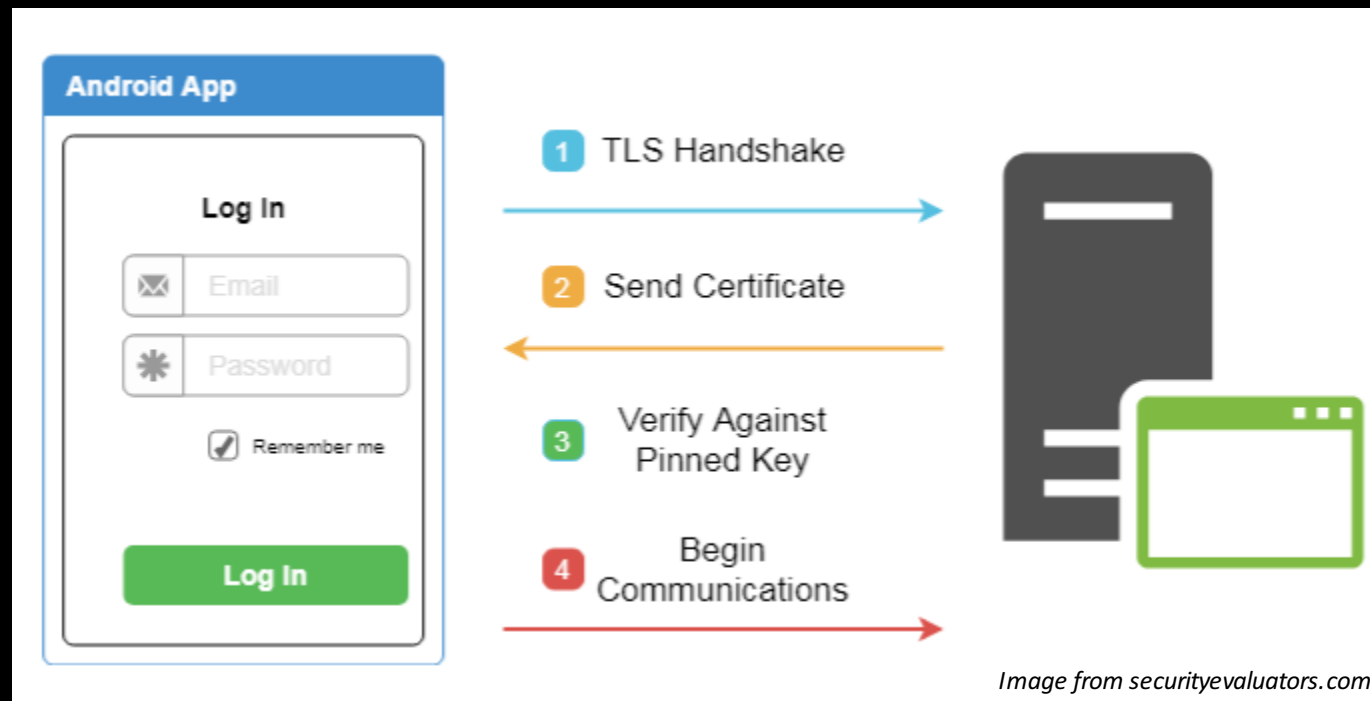 Android App
Log In
Email
Password
Remember me
Log In
1 TLS Handshake
2 Send Certificate
3 Verify Against
Pinned Key
4 Begin
Communications
Image from securityevaluators.com